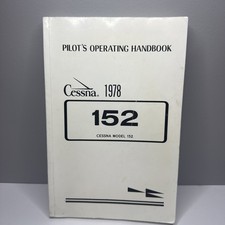 PILOT'S OPERATING HANDBOOK
Cessna 1978
152
CESSNA MODEL 152